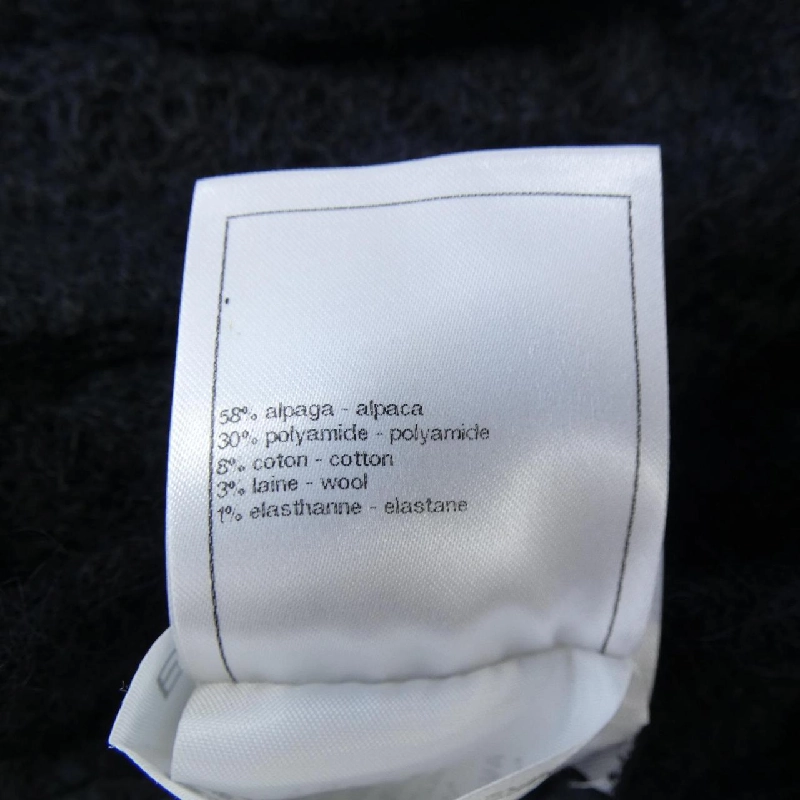 58% alpaga - alpaca
30% polyamide - polyamide
8% coton - cotton
3% laine - wool
1% elasthanne - elastane